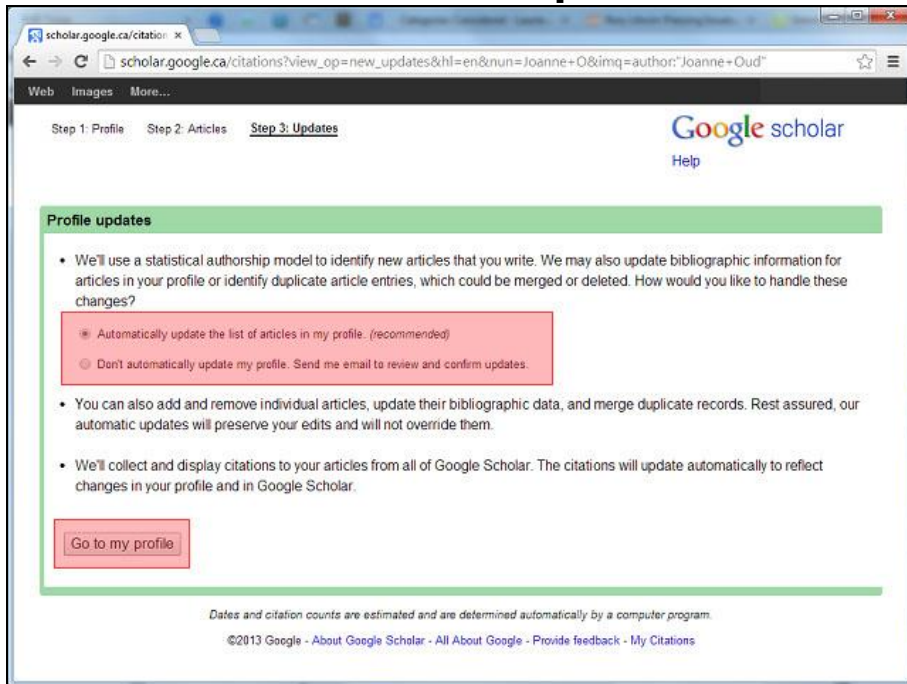 scholar.google.ca/citation
scholar.google.ca/citations?view_op=new_updates&hl=en&nun=Joanne+O&imq=author:"Joanne+Oud"
Web Images More...
Step 1: Profile Step 2: Articles Step 3: Updates
Google scholar
Help
Profile updates
• We'll use a statistical authorship model to identify new articles that you write. We may also update bibliographic information for
articles in your profile or identify duplicate article entries, which could be merged or deleted. How would you like to handle these
changes?
Automatically update the list of articles in my profile. (recommended)
Don't automatically update my profile. Send me email to review and confirm updates.
• You can also add and remove individual articles, update their bibliographic data, and merge duplicate records. Rest assured, our
automatic updates will preserve your edits and will not override them.
• We'll collect and display citations to your articles from all of Google Scholar. The citations will update automatically to reflect
changes in your profile and in Google Scholar.
Go to my profile
Dates and citation counts are estimated and are determined automatically by a computer program.
©2013 Google - About Google Scholar - All About Google - Provide feedback - My Citations